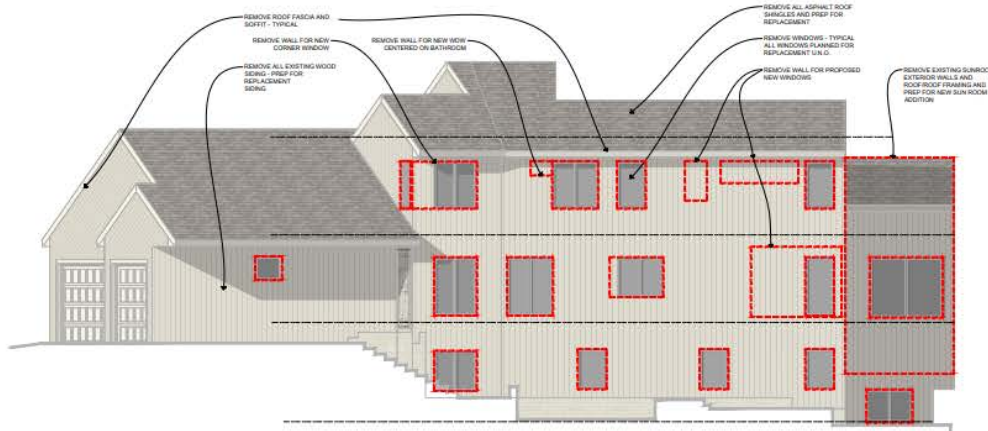 REMOVE ROOF FASCIA AND
SOFFIT - TYPICAL
REMOVE WALL FOR NEW
CORNER WINDOW
REMOVE ALL EXISTING WOOD
SIDING - PREP FOR
REPLACEMENT
SIDING
REMOVE WALL FOR NEW WDW
CENTERED ON BATHROOM
REMOVE ALL ASPHALT ROOF
SHINGLES AND PREP FOR
REPLACEMENT
REMOVE WINDOWS - TYPICAL
ALL WINDOWS PLANNED FOR
REPLACEMENT U.N.O.
REMOVE WALL FOR PROPOSED
NEW WINDOWS
REMOVE EXISTING SUNROO
EXTERIOR WALLS AND
ROOF/ROOF FRAMING AND
PREP FOR NEW SUN ROOM
ADDITION